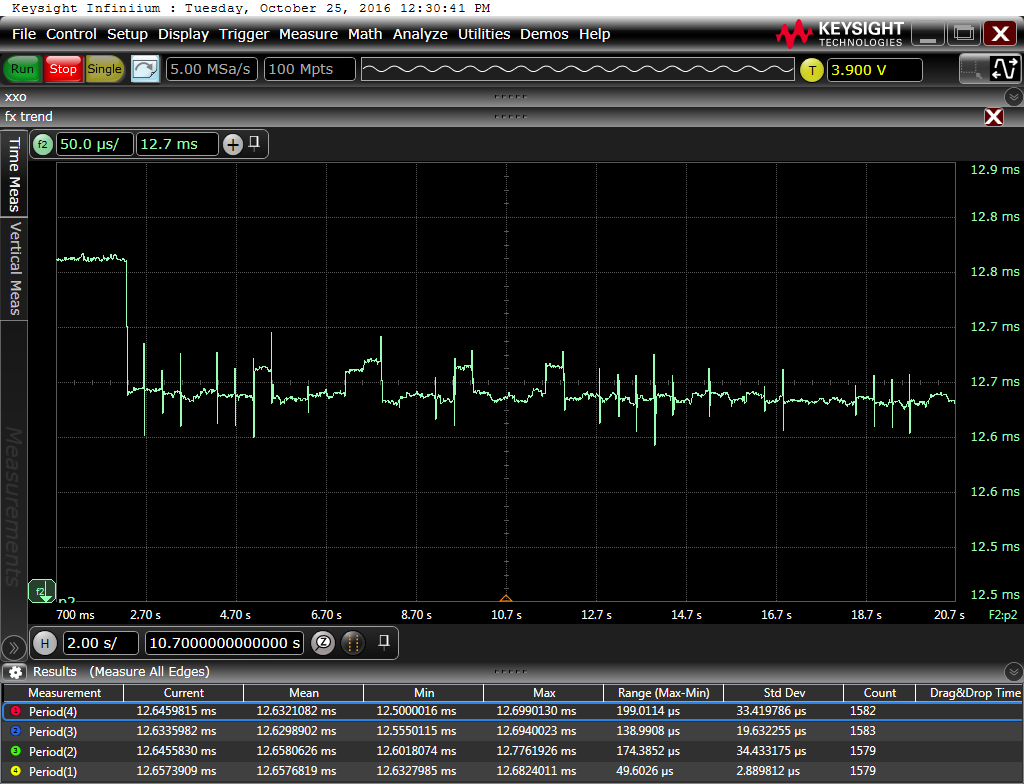 Keysight Infiniium : Tuesday, October 25, 2016 12:30:41 PM
File Control Setup Display Trigger Measure Math Analyze Utilities Demos Help
KEYSIGHT
TECHNOLOGIES
Run Stop Single 5.00 MSa/s 100 Mpts T 3.900 V
xxo
fx trend
Time Meas
Vertical Meas
Measurements
f2 50.0 µs/ 12.7 ms
12.9 ms
12.8 ms
12.8 ms
12.7 ms
12.7 ms
12.6 ms
12.6 ms
12.5 ms
12.5 ms
f2 p2
700 ms 2.70 s 4.70 s 6.70 s 8.70 s 10.7 s 12.7 s 14.7 s 16.7 s 18.7 s 20.7 s F2:p2
H 2.00 s/ 10.7000000000000 s Z
Results (Measure All Edges)
Measurement Current Mean Min Max Range (Max-Min) Std Dev Count Drag&Drop Time
1 Period(4) 12.6459815 ms 12.6321082 ms 12.5000016 ms 12.6990130 ms 199.0114 µs 33.419786 µs 1582
2 Period(3) 12.6335982 ms 12.6298902 ms 12.5550115 ms 12.6940023 ms 138.9908 µs 19.632255 µs 1583
3 Period(2) 12.6455830 ms 12.6580626 ms 12.6018074 ms 12.7761926 ms 174.3852 µs 34.433175 µs 1579
4 Period(1) 12.6573909 ms 12.6576819 ms 12.6327985 ms 12.6824011 ms 49.6026 µs 2.889812 µs 1579